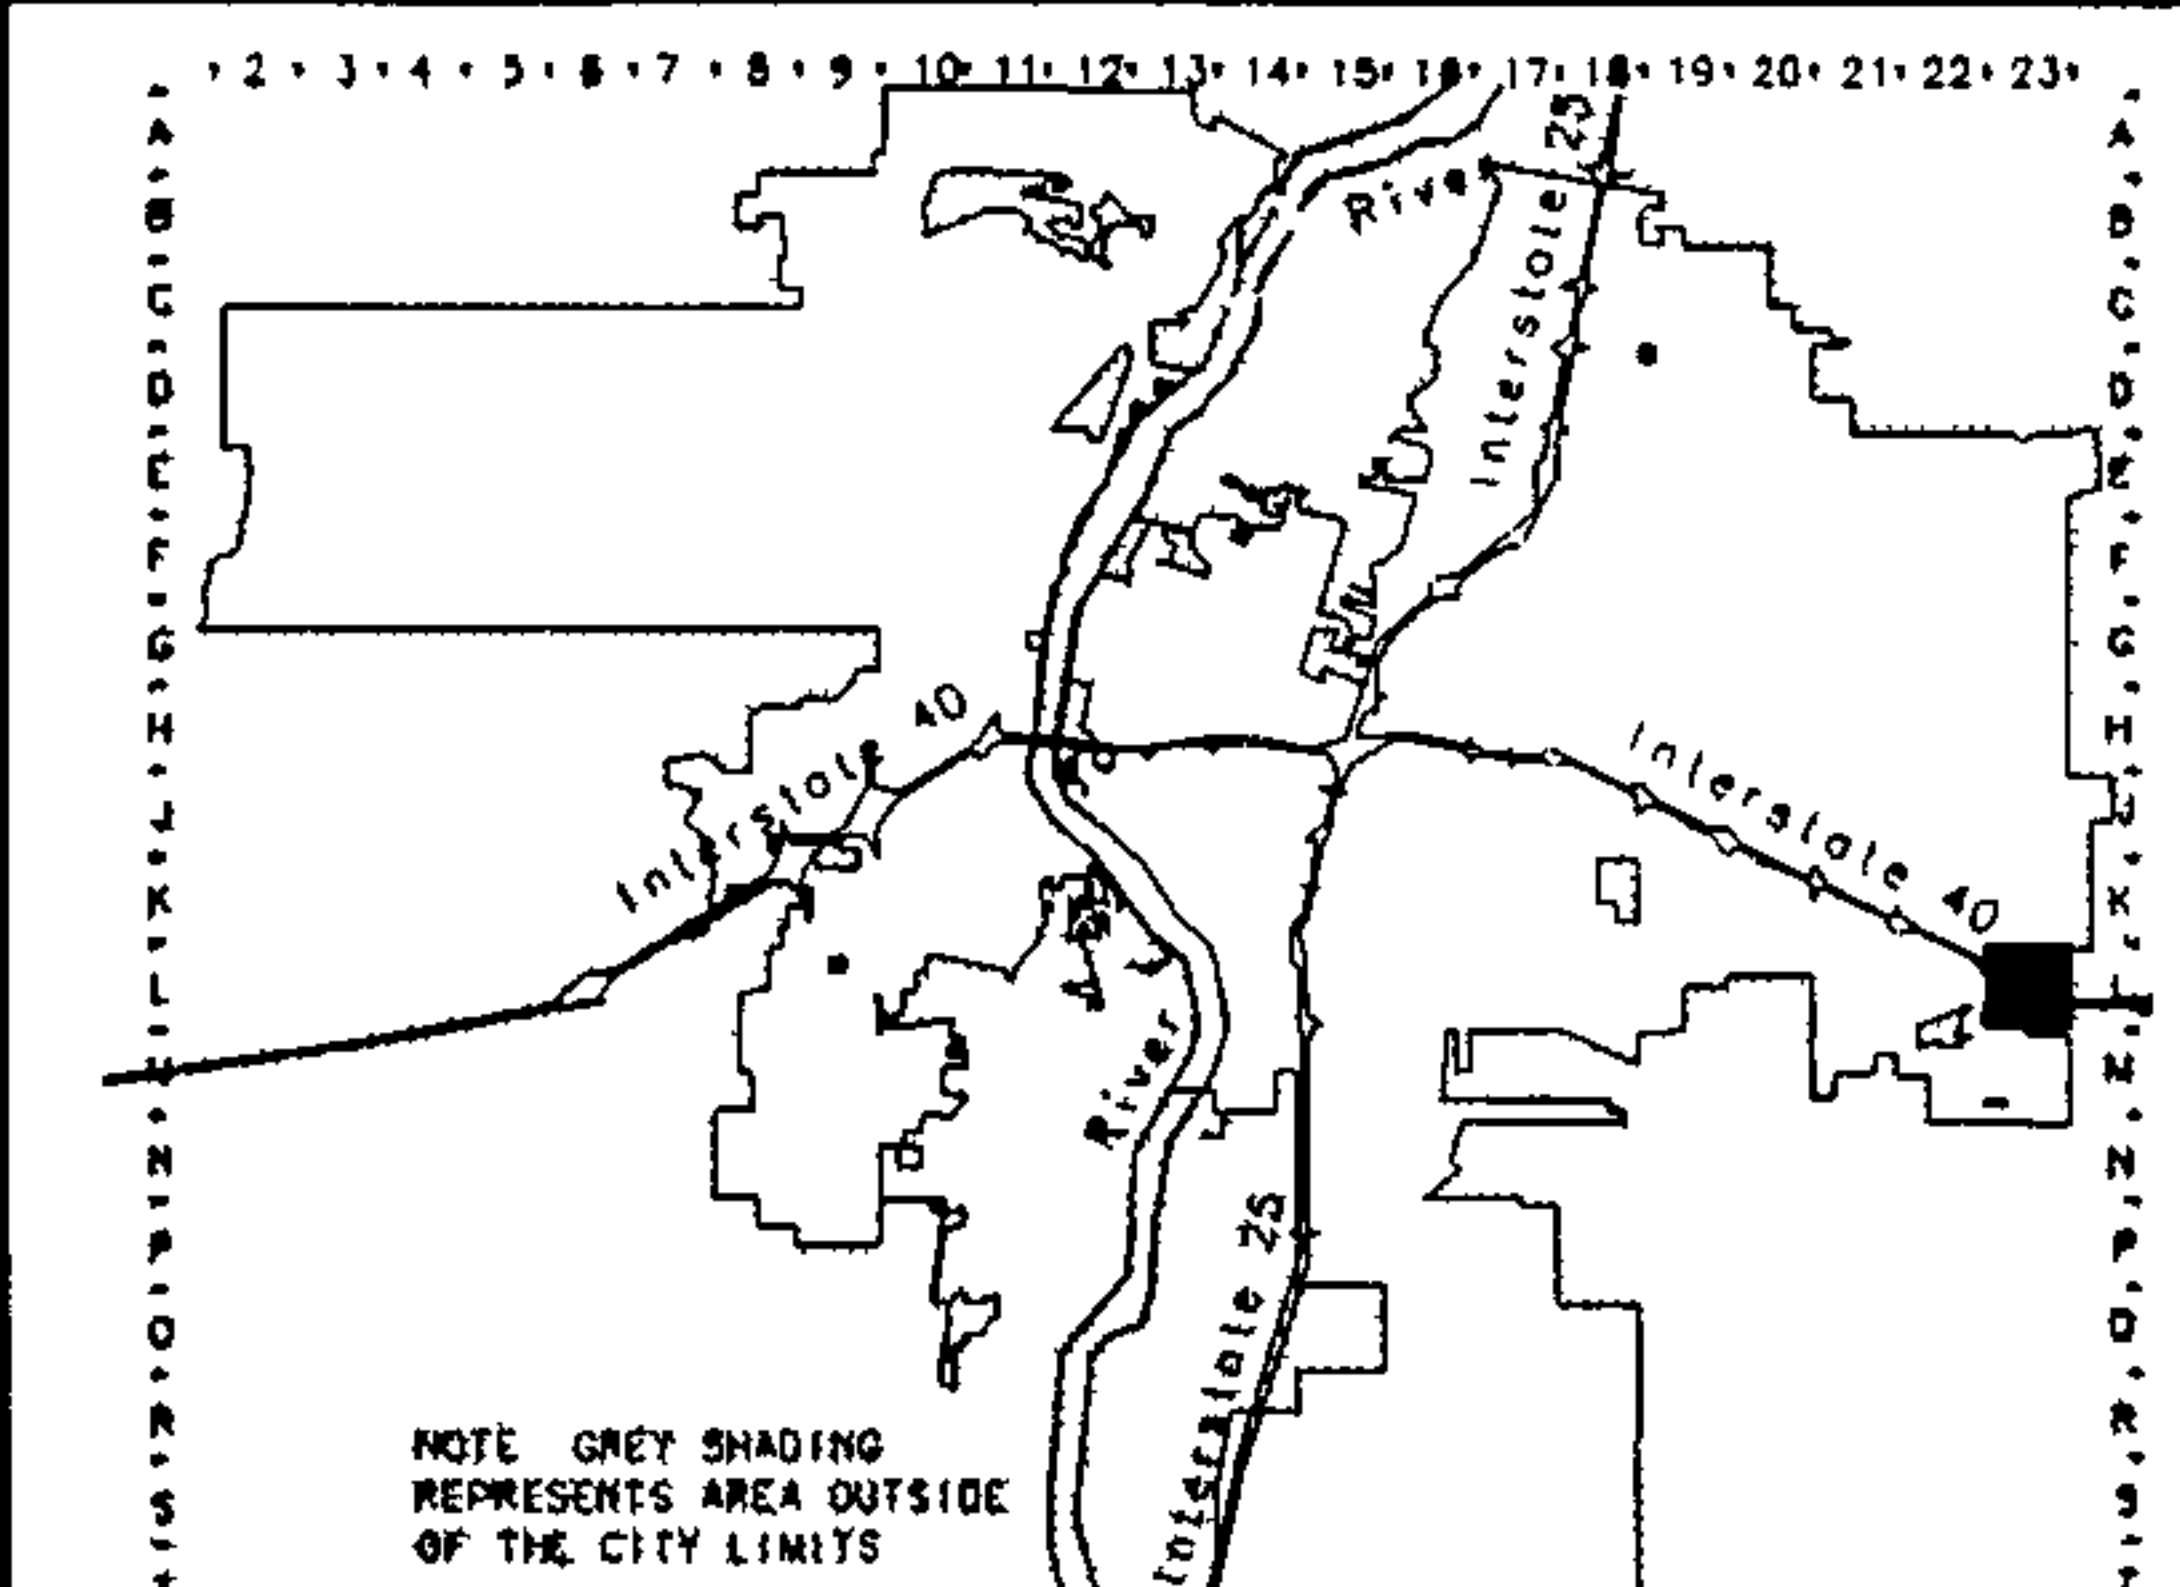 2 3 4 5 6 7 8 9 10 11 12 13 14 15 16 17 18 19 20 21 22 23
A A
B B
C C
D D
E E
F F
G G
H H
J J
K K
L L
M M
N N
P P
Q Q
R R
S S
River
Interstate 25
Interstate 40
Interstate 40
River
Interstate 25
NOTE GREY SHADING
REPRESENTS AREA OUTSIDE
OF THE CITY LIMITS